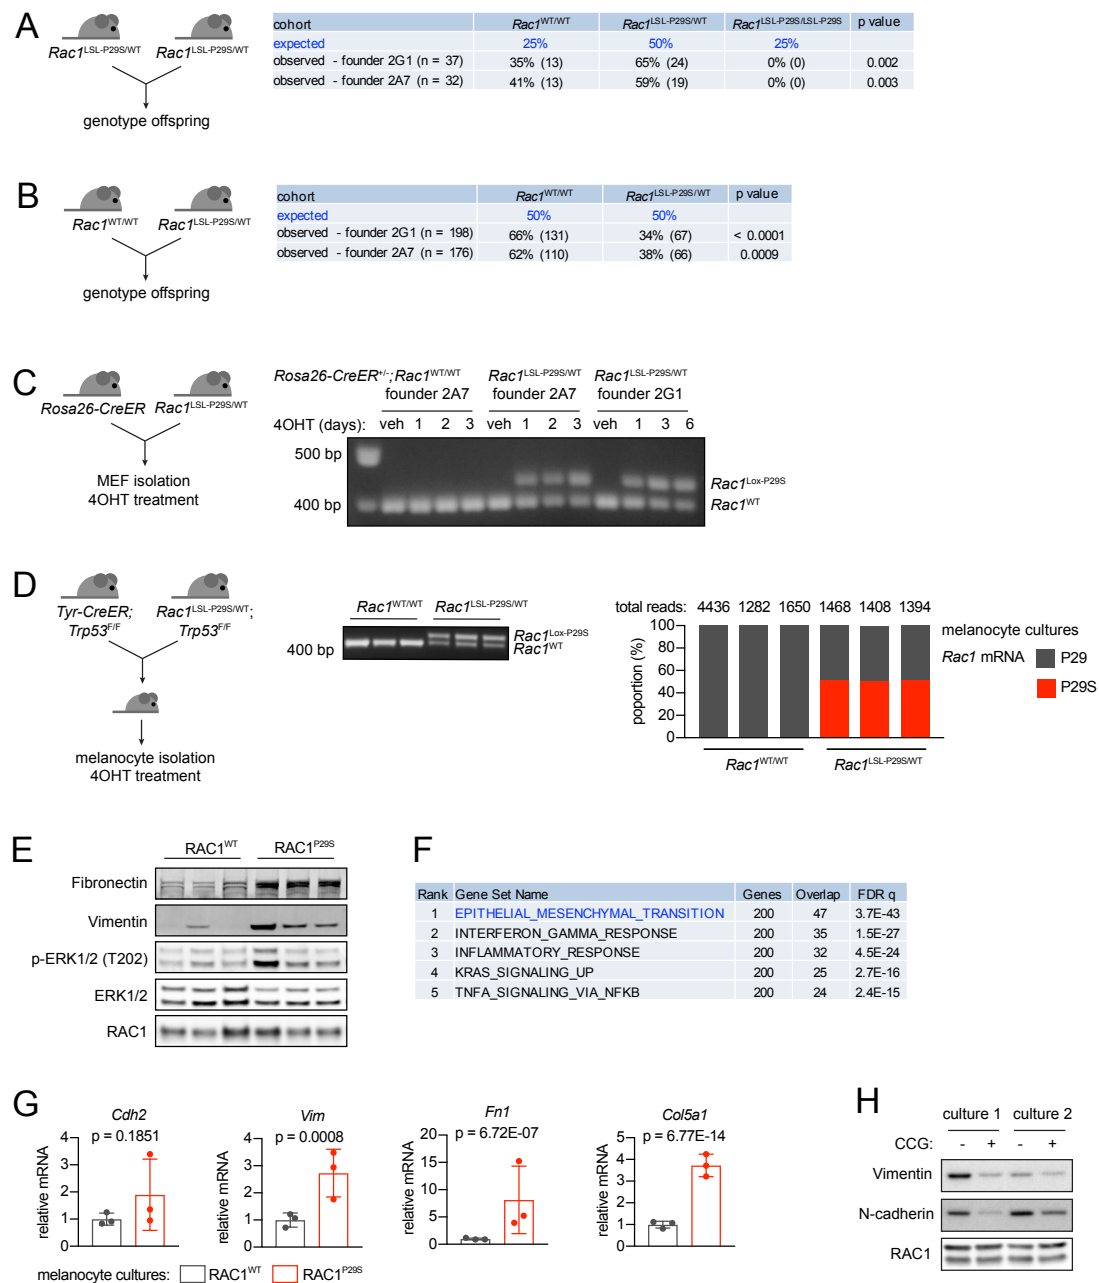 A
Rac1LSL-P29S/WT Rac1LSL-P29S/WT
genotype offspring
cohort Rac1WT/WT Rac1LSL-P29S/WT Rac1LSL-P29S/LSL-P29S p value
expected 25% 50% 25%
observed - founder 2G1 (n = 37) 35% (13) 65% (24) 0% (0) 0.002
observed - founder 2A7 (n = 32) 41% (13) 59% (19) 0% (0) 0.003
B
Rac1WT/WT Rac1LSL-P29S/WT
genotype offspring
cohort Rac1WT/WT Rac1LSL-P29S/WT p value
expected 50% 50%
observed - founder 2G1 (n = 198) 66% (131) 34% (67) < 0.0001
observed - founder 2A7 (n = 176) 62% (110) 38% (66) 0.0009
C
Rosa26-CreER Rac1LSL-P29S/WT
MEF isolation
4OHT treatment
Rosa26-CreER+/-;Rac1WT/WT Rac1LSL-P29S/WT Rac1LSL-P29S/WT
founder 2A7 founder 2A7 founder 2G1
4OHT (days): veh 1 2 3 veh 1 2 3 veh 1 3 6
500 bp
Rac1Lox-P29S
400 bp Rac1WT
D
Tyr-CreER; Rac1LSL-P29S/WT;
Trp53F/F Trp53F/F
melanocyte isolation
4OHT treatment
Rac1WT/WT Rac1LSL-P29S/WT
Rac1Lox-P29S
400 bp Rac1WT
total reads: 4436 1282 1650 1468 1408 1394
poportion (%)
100
80
60
40
20
0
Rac1WT/WT Rac1LSL-P29S/WT
melanocyte cultures
Rac1 mRNA P29
P29S
E
RAC1WT RAC1P29S
Fibronectin
Vimentin
p-ERK1/2 (T202)
ERK1/2
RAC1
F
Rank Gene Set Name Genes Overlap FDR q
1 EPITHELIAL_MESENCHYMAL_TRANSITION 200 47 3.7E-43
2 INTERFERON_GAMMA_RESPONSE 200 35 1.5E-27
3 INFLAMMATORY_RESPONSE 200 32 4.5E-24
4 KRAS_SIGNALING_UP 200 25 2.7E-16
5 TNFA_SIGNALING_VIA_NFKB 200 24 2.4E-15
G
Cdh2
p = 0.1851
relative mRNA
4
3
2
1
0
Vim
p = 0.0008
relative mRNA
4
3
2
1
0
Fn1
p = 6.72E-07
relative mRNA
20
15
10
5
0
Col5a1
p = 6.77E-14
relative mRNA
5
4
3
2
1
0
melanocyte cultures: RAC1WT RAC1P29S
H
culture 1 culture 2
CCG: - + - +
Vimentin
N-cadherin
RAC1